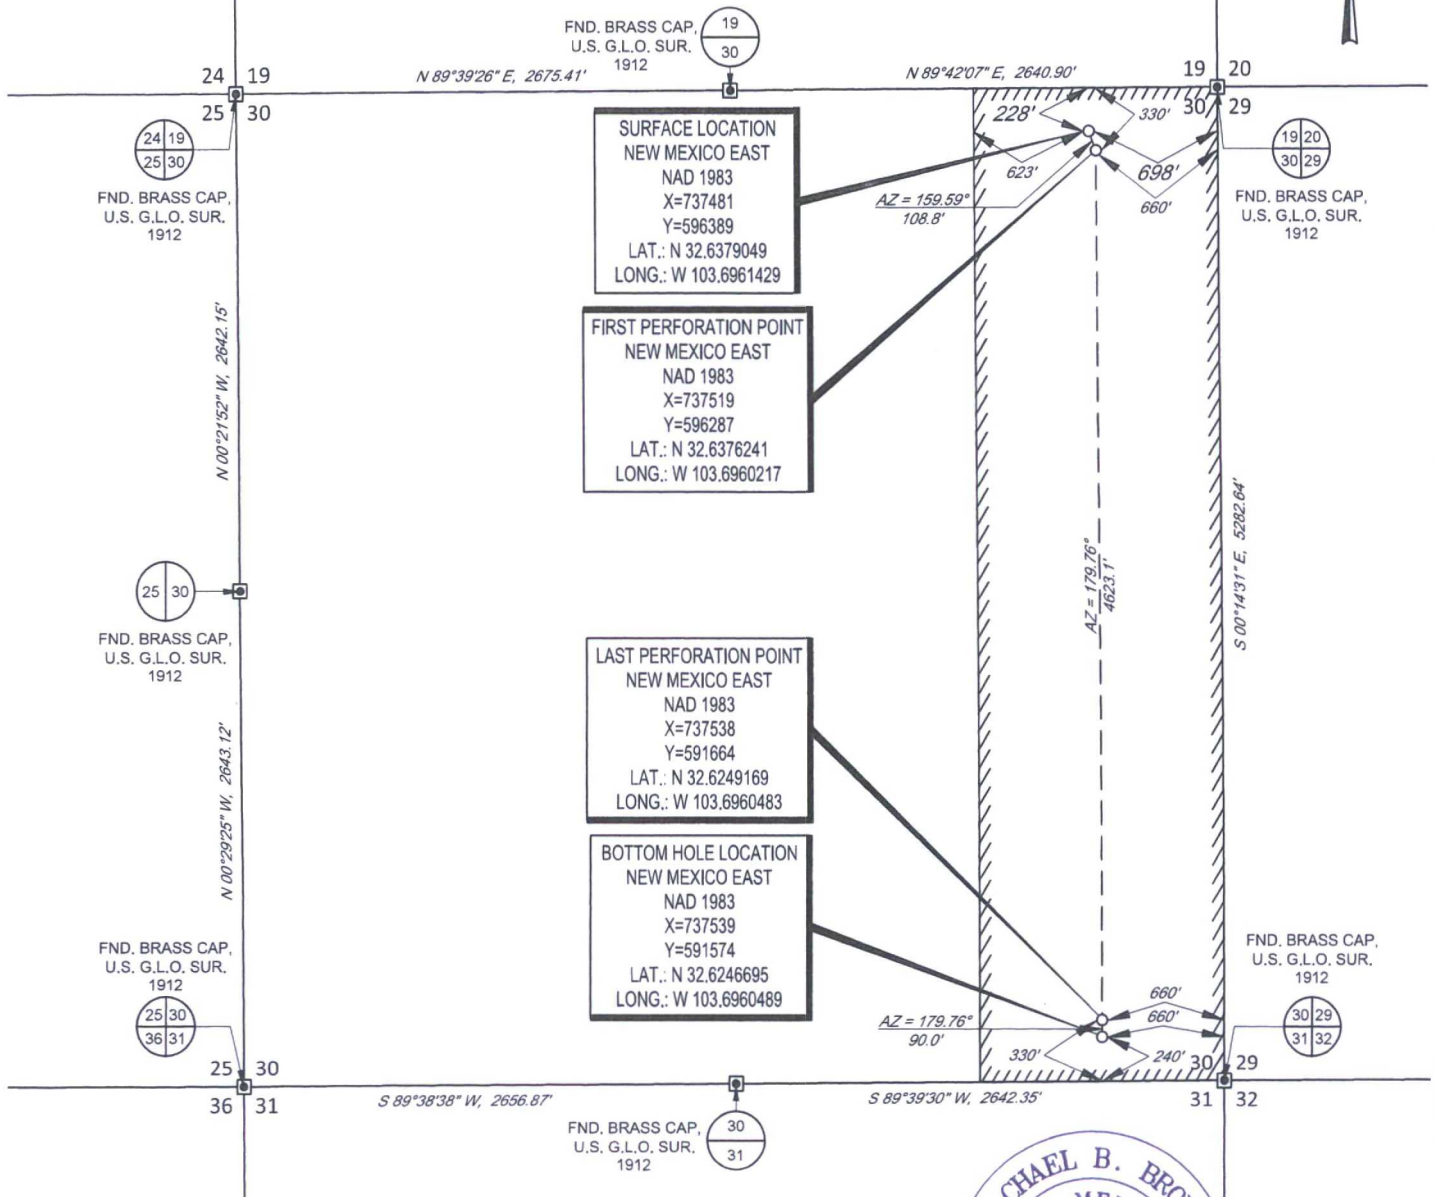 FND. BRASS CAP,
U.S. G.L.O. SUR.
1912
19
30
24 19
25 30
N 89°39'26" E, 2675.41'
N 89°42'07" E, 2640.90'
19 20
30 29
24 19
25 30
FND. BRASS CAP,
U.S. G.L.O. SUR.
1912
SURFACE LOCATION
NEW MEXICO EAST
NAD 1983
X=737481
Y=596389
LAT.: N 32.6379049
LONG.: W 103.6961429
228'
330'
623'
698'
660'
AZ = 159.59°
108.8'
19 20
30 29
FND. BRASS CAP,
U.S. G.L.O. SUR.
1912
FIRST PERFORATION POINT
NEW MEXICO EAST
NAD 1983
X=737519
Y=596287
LAT.: N 32.6376241
LONG.: W 103.6960217
N 00°21'52" W, 2642.15'
AZ = 179.76°
4623.1'
S 00°14'31" E, 5282.64'
25 30
FND. BRASS CAP,
U.S. G.L.O. SUR.
1912
LAST PERFORATION POINT
NEW MEXICO EAST
NAD 1983
X=737538
Y=591664
LAT.: N 32.6249169
LONG.: W 103.6960483
N 00°29'25" W, 2643.12'
BOTTOM HOLE LOCATION
NEW MEXICO EAST
NAD 1983
X=737539
Y=591574
LAT.: N 32.6246695
LONG.: W 103.6960489
FND. BRASS CAP,
U.S. G.L.O. SUR.
1912
25 30
36 31
FND. BRASS CAP,
U.S. G.L.O. SUR.
1912
30 29
31 32
660'
660'
AZ = 179.76°
90.0'
330'
240'
25 30
36 31
30 29
31 32
S 89°38'38" W, 2656.87'
S 89°39'30" W, 2642.35'
FND. BRASS CAP,
U.S. G.L.O. SUR.
1912
30
31
B.